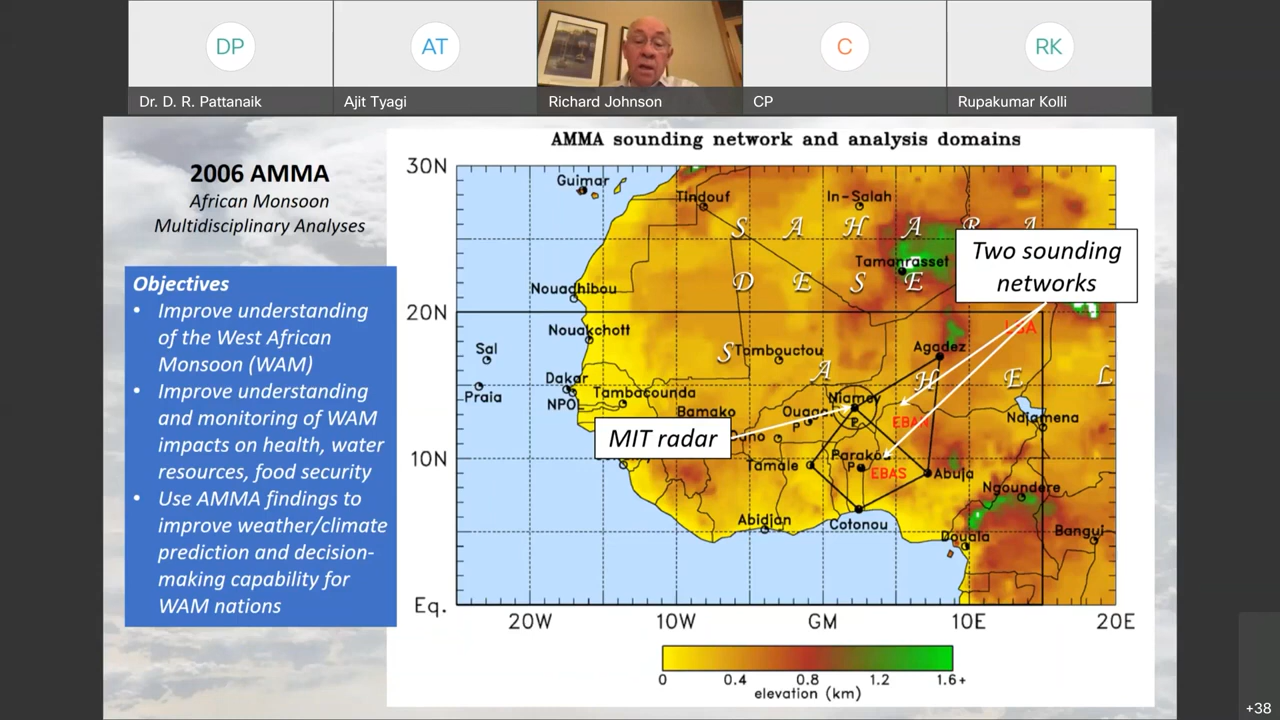 DP
AT
C
RK
Dr. D. R. Pattanaik
Ajit Tyagi
Richard Johnson
CP
Rupakumar Kolli
2006 AMMA
African Monsoon
Multidisciplinary Analyses
Objectives
• Improve understanding
of the West African
Monsoon (WAM)
• Improve understanding
and monitoring of WAM
impacts on health, water
resources, food security
• Use AMMA findings to
improve weather/climate
prediction and decision-
making capability for
WAM nations
AMMA sounding network and analysis domains
30N
20N
10N
Eq.
Guimar
Tindouf
In-Salah
S A H A R A
Two sounding
networks
Tamanrasset
D E S E
Nouadhibou
Nouakchott
Sal
Tombouctou
Agadez
S A H E L
Praia
Dakar
NPO
Tambacounda
Bamako
Niamey
P
EBAN
Ndjamena
MIT radar
P
Tamale
P
EBAS
Abuja
Ngoundere
Abidjan
Cotonou
Douala
Bangui
20W 10W GM 10E 20E
0 0.4 0.8 1.2 1.6+
elevation (km)
+38